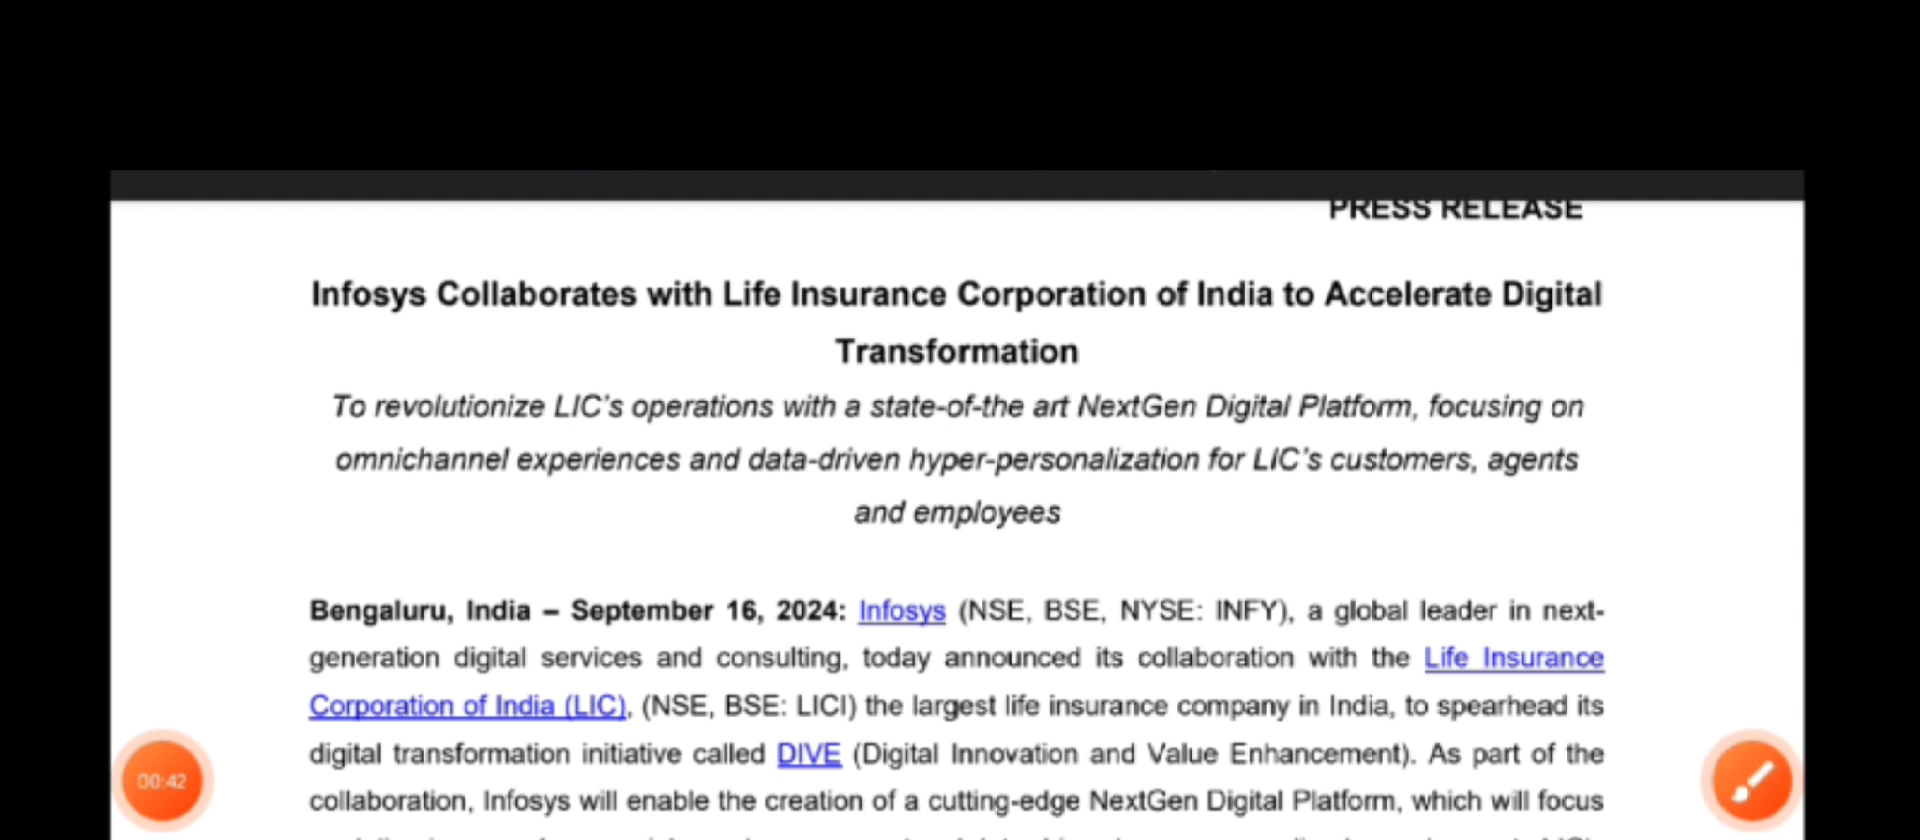 PRESS RELEASE
Infosys Collaborates with Life Insurance Corporation of India to Accelerate Digital
Transformation
To revolutionize LIC's operations with a state-of-the art NextGen Digital Platform, focusing on
omnichannel experiences and data-driven hyper-personalization for LIC's customers, agents
and employees
Bengaluru, India – September 16, 2024: Infosys (NSE, BSE, NYSE: INFY), a global leader in next-
generation digital services and consulting, today announced its collaboration with the Life Insurance
Corporation of India (LIC), (NSE, BSE: LICI) the largest life insurance company in India, to spearhead its
digital transformation initiative called DIVE (Digital Innovation and Value Enhancement). As part of the
collaboration, Infosys will enable the creation of a cutting-edge NextGen Digital Platform, which will focus
00:42